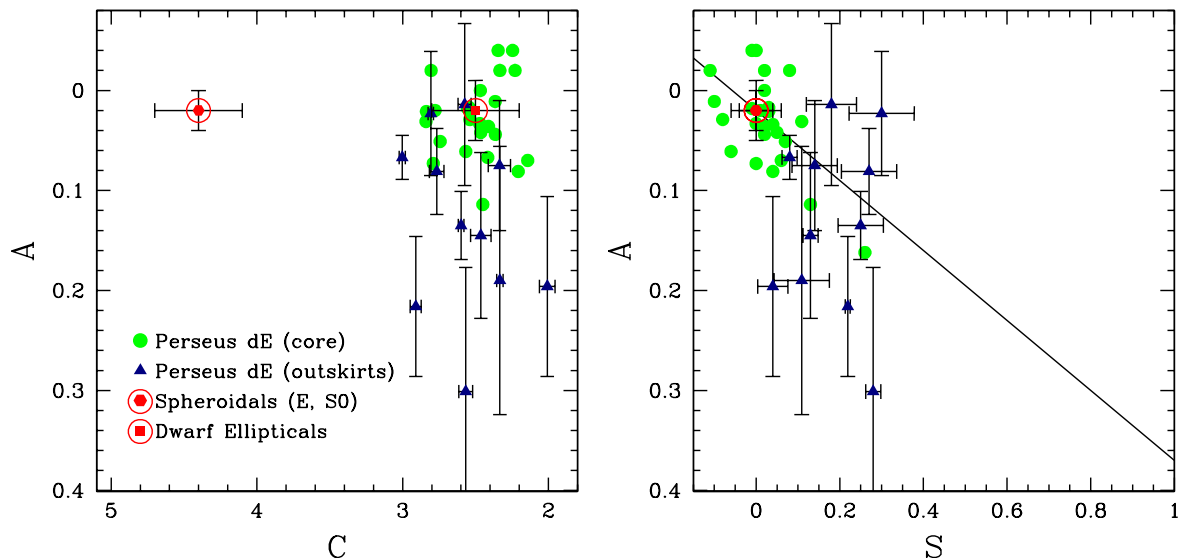 0
0.1
0.2
0.3
0.4
A
5
4
3
2
C
Perseus dE (core)
Perseus dE (outskirts)
Spheroidals (E, S0)
Dwarf Ellipticals
0
0.1
0.2
0.3
0.4
A
0
0.2
0.4
0.6
0.8
1
S